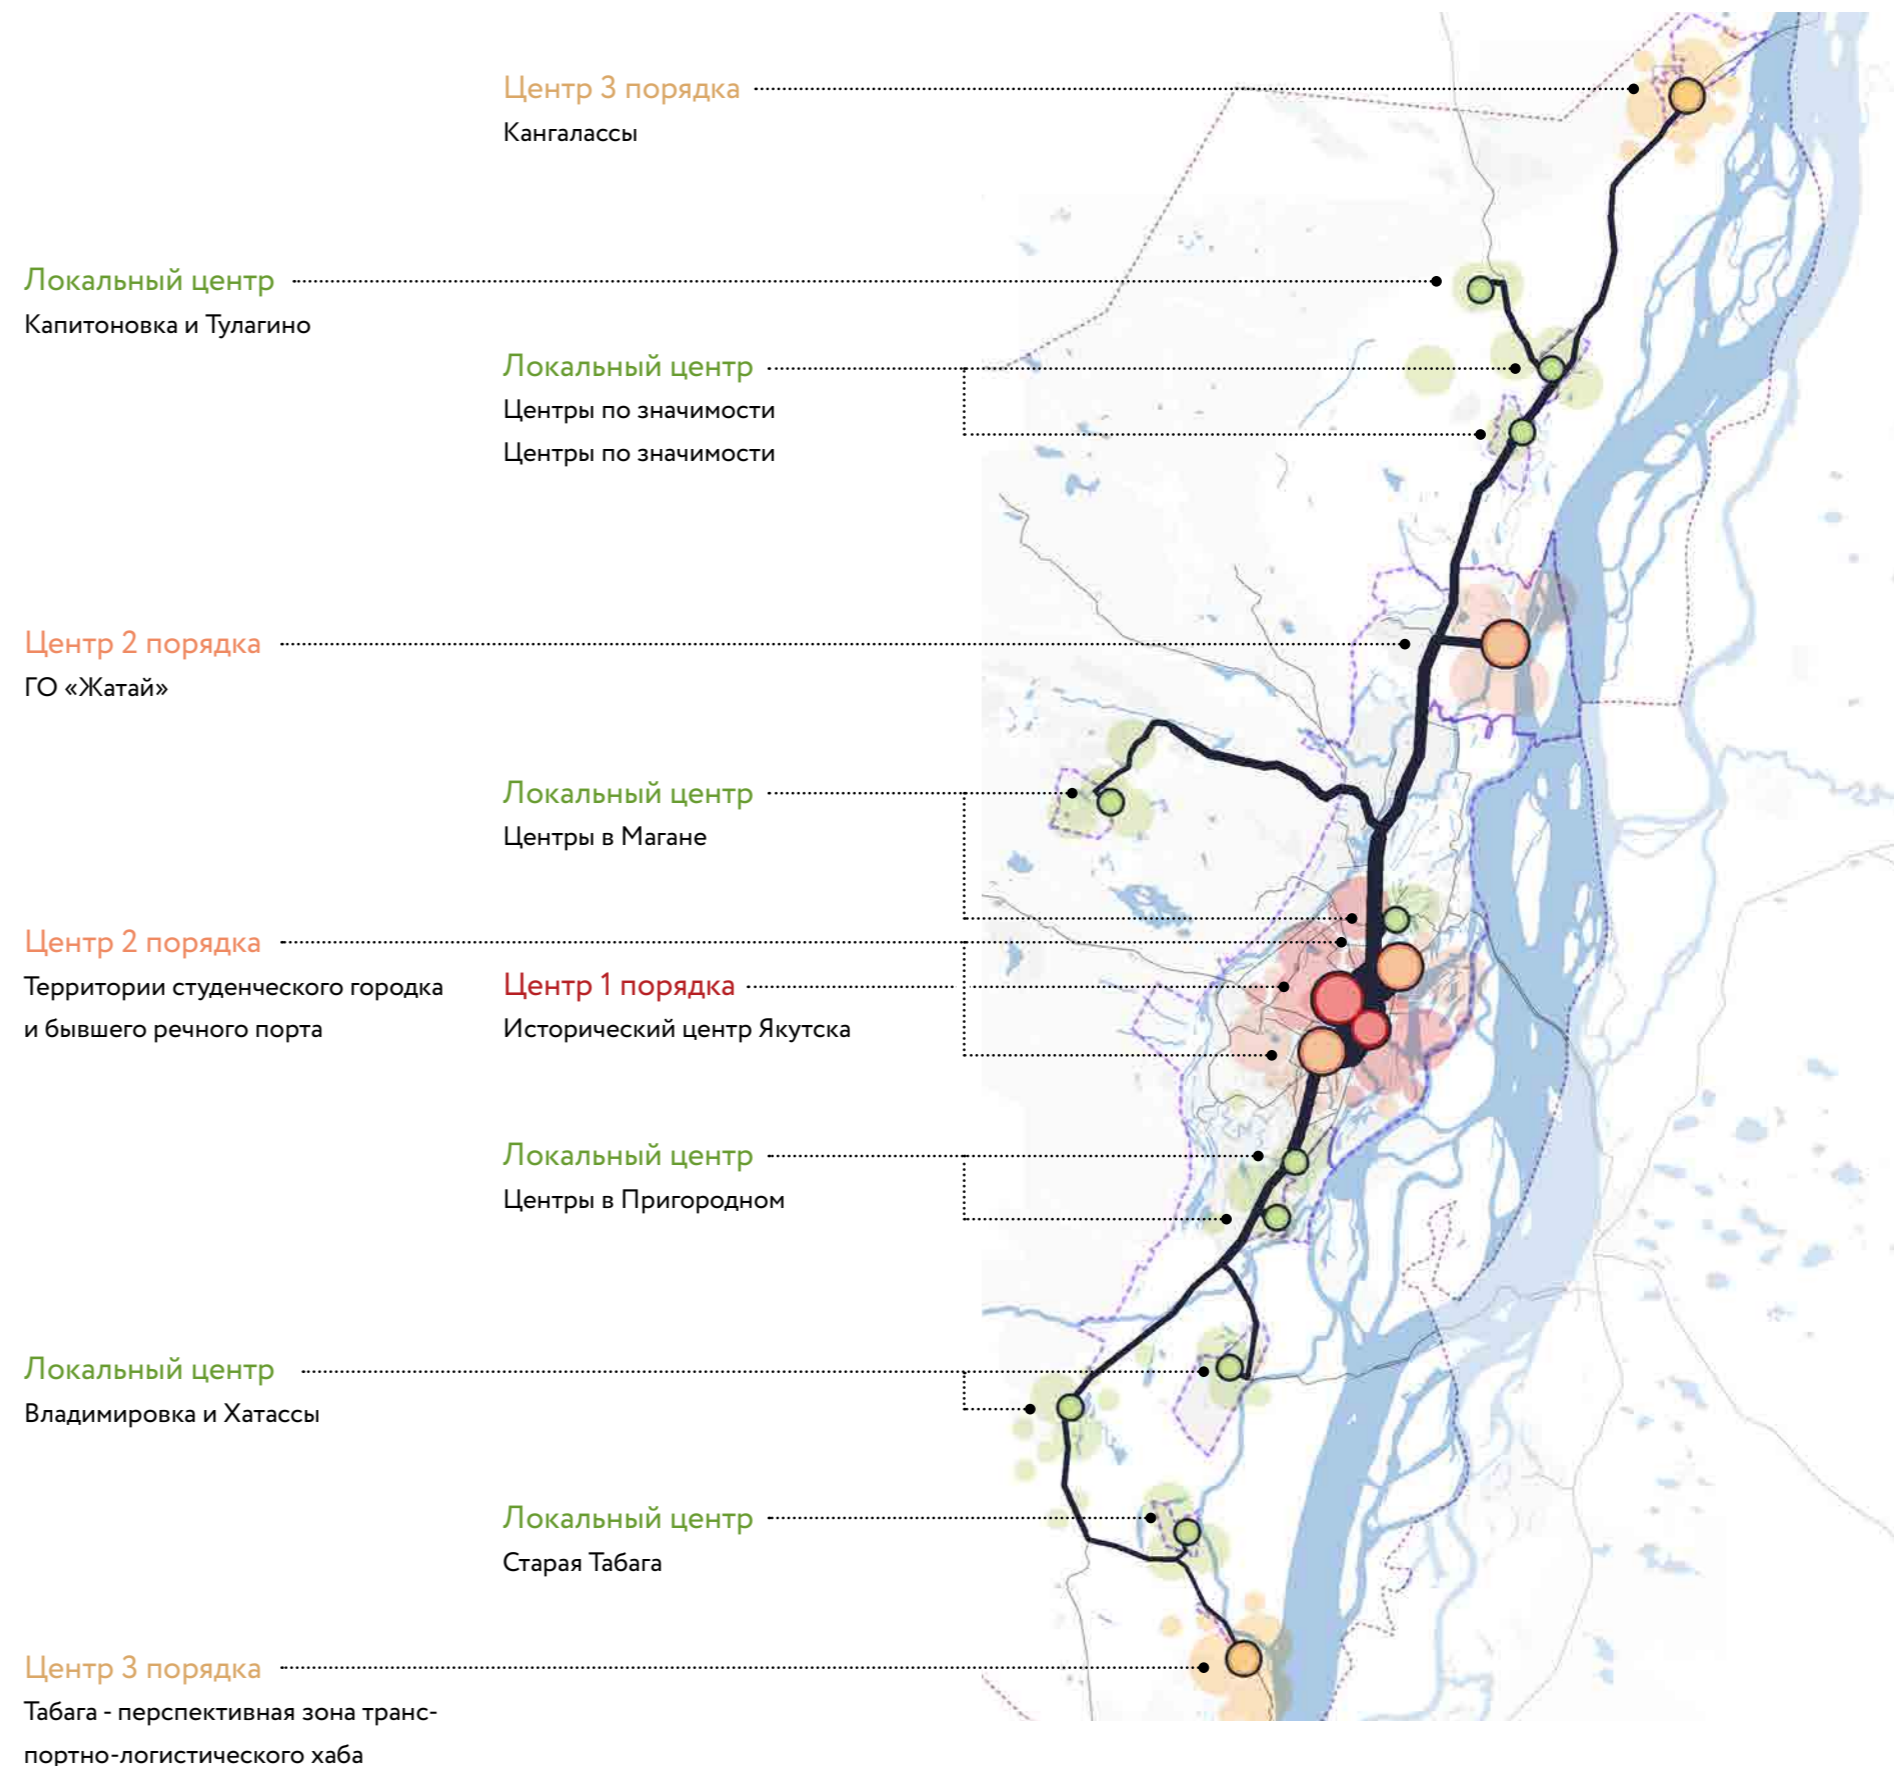 Центр 3 порядка
Кангалассы
Локальный центр
Капитоновка и Тулагино
Локальный центр
Центры по значимости
Центры по значимости
Центр 2 порядка
ГО «Жатай»
Локальный центр
Центры в Магане
Центр 2 порядка
Территории студенческого городка
и бывшего речного порта
Центр 1 порядка
Исторический центр Якутска
Локальный центр
Центры в Пригородном
Локальный центр
Владимировка и Хатассы
Локальный центр
Старая Табага
Центр 3 порядка
Табага - перспективная зона транс-
портно-логистического хаба